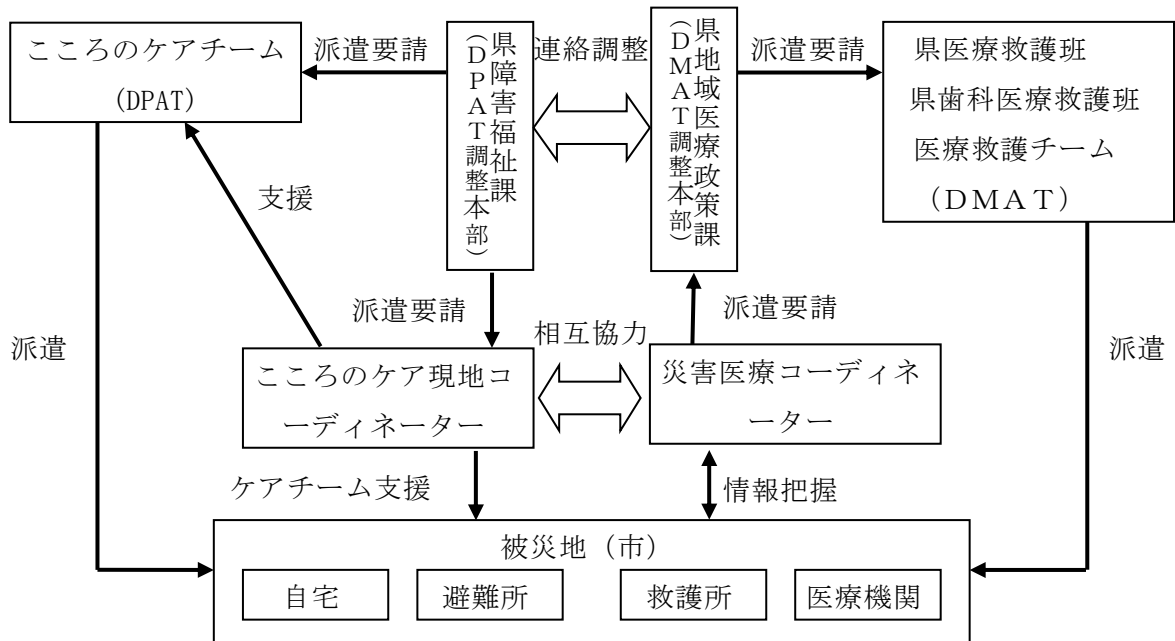 こころのケアチーム
(DPAT)
派遣要請
県障害福祉課
（ＤＰＡＴ調整本部）
連絡調整
県地域医療政策課
（ＤＭＡＴ調整本部）
派遣要請
県医療救護班
県歯科医療救護班
医療救護チーム
（ＤＭＡＴ）
支援
派遣要請
派遣要請
相互協力
派遣
派遣
こころのケア現地コ
ーディネーター
災害医療コーディネ
ーター
ケアチーム支援
情報把握
被災地（市）
自宅
避難所
救護所
医療機関